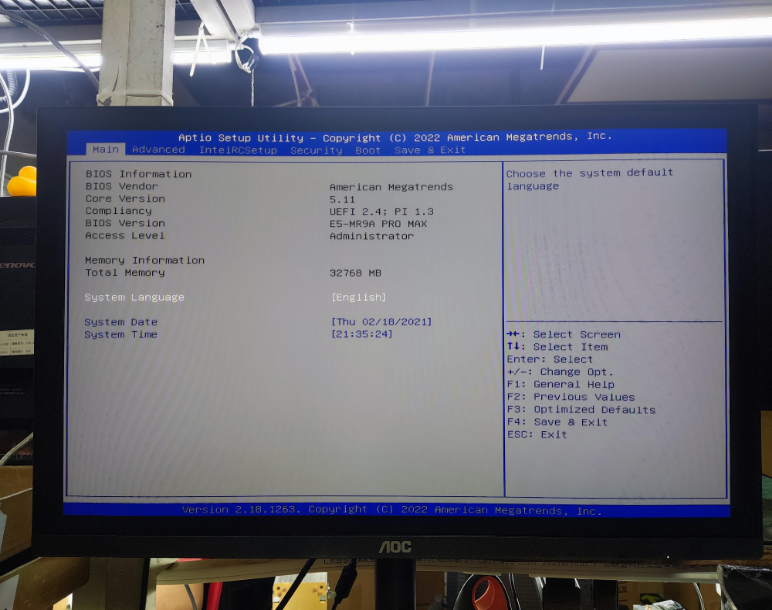 Aptio Setup Utility – Copyright (C) 2022 American Megatrends, Inc.
Main Advanced IntelRCSetup Security Boot Save & Exit
BIOS Information
BIOS Vendor American Megatrends
Core Version 5.11
Compliancy UEFI 2.4; PI 1.3
BIOS Version E5-MR9A PRO MAX
Access Level Administrator
Memory Information
Total Memory 32768 MB
System Language [English]
System Date [Thu 02/18/2021]
System Time [21:35:24]
Choose the system default
language
→←: Select Screen
↑↓: Select Item
Enter: Select
+/-: Change Opt.
F1: General Help
F2: Previous Values
F3: Optimized Defaults
F4: Save & Exit
ESC: Exit
Version 2.18.1263. Copyright (C) 2022 American Megatrends, Inc.
AOC